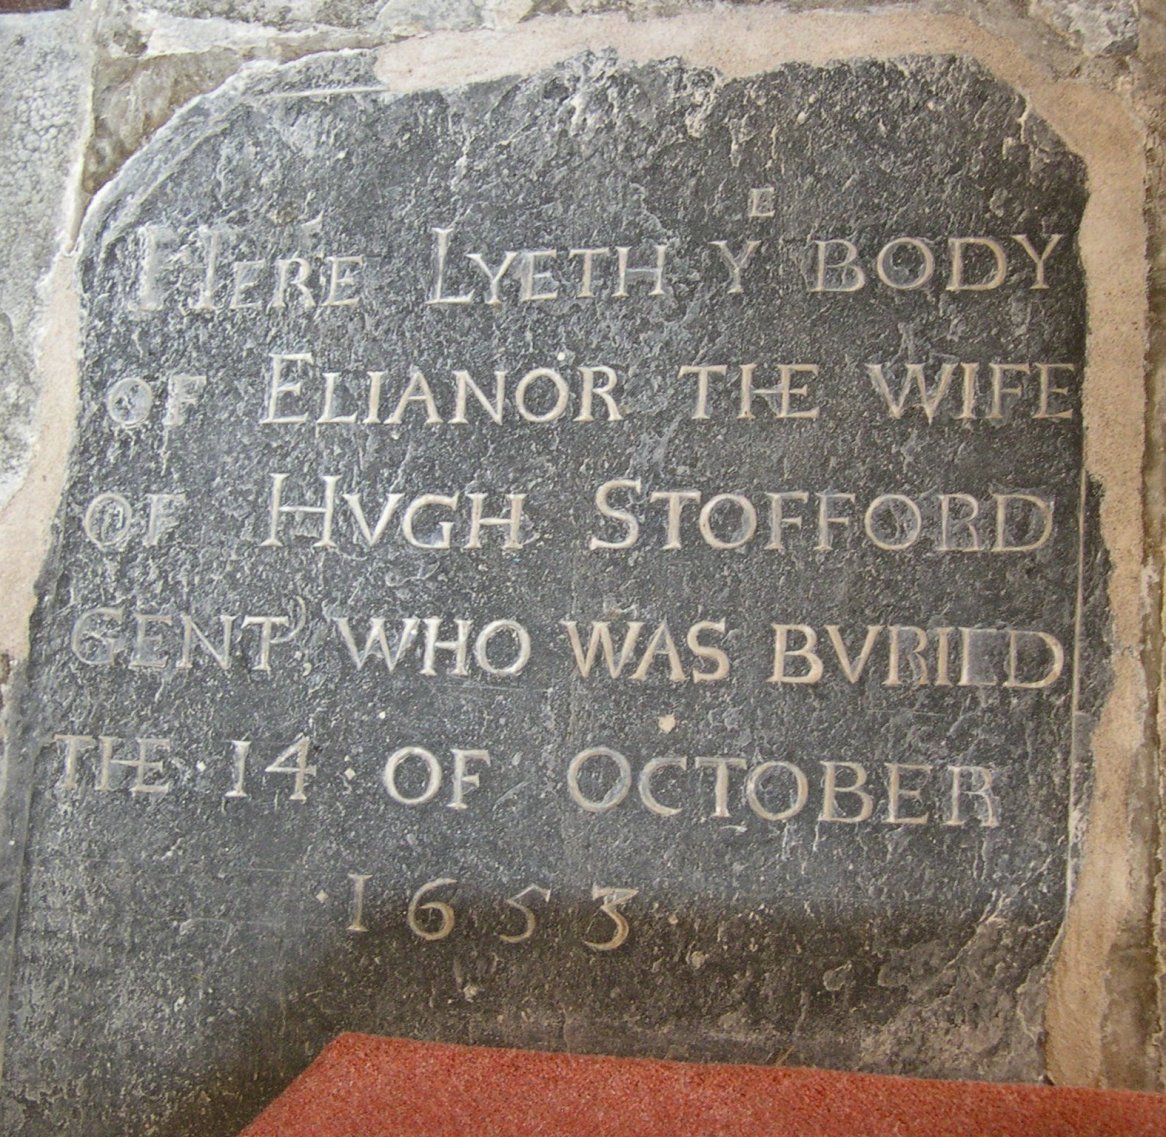 HERE LYETH Yᴱ BODY
OF ELIANOR THE WIFE
OF HVGH STOFFORD
GENT' WHO WAS BVRIED
THE · 14 · OF OCTOBER
· 1653 ·